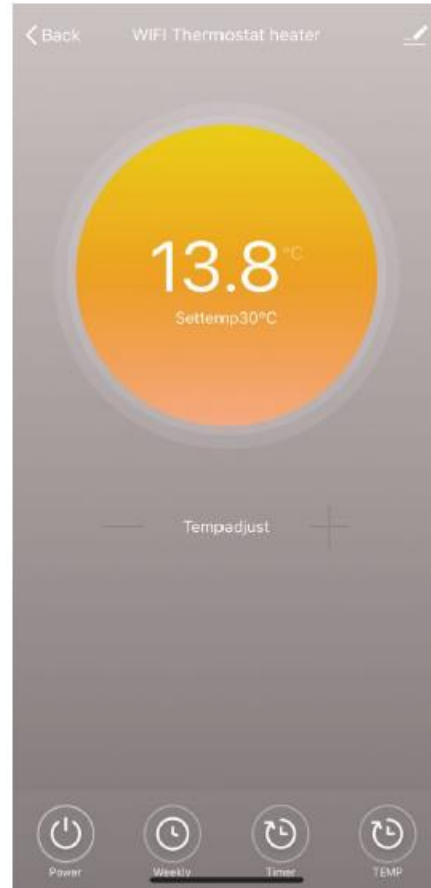 Back WIFI Thermostat heater
13.8 °C
Settemp30°C
Tempadjust
Power Weekly Timer TEMP